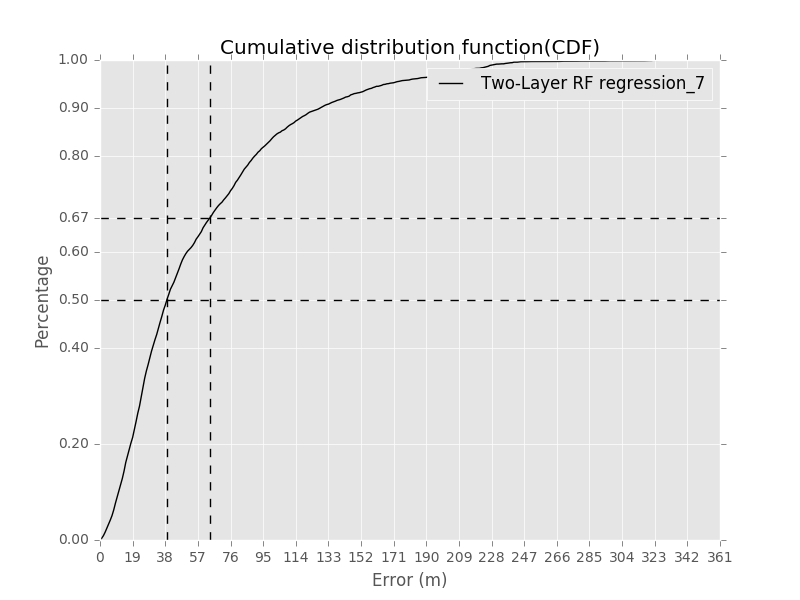 Cumulative distribution function(CDF)
Two-Layer RF regression_7
1.00
0.90
0.80
0.67
0.60
0.50
0.40
0.20
0.00
Percentage
0 19 38 57 76 95 114 133 152 171 190 209 228 247 266 285 304 323 342 361
Error (m)